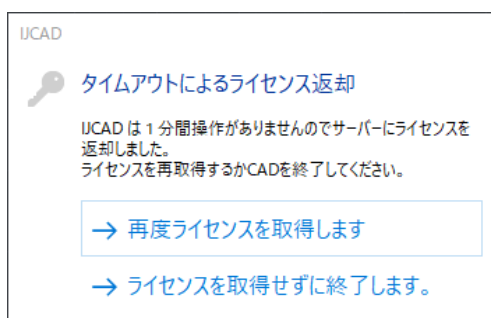 IJCAD
タイムアウトによるライセンス返却
IJCAD は 1 分間操作がありませんのでサーバーにライセンスを
返却しました。
ライセンスを再取得するかCADを終了してください。
→ 再度ライセンスを取得します
→ ライセンスを取得せずに終了します。